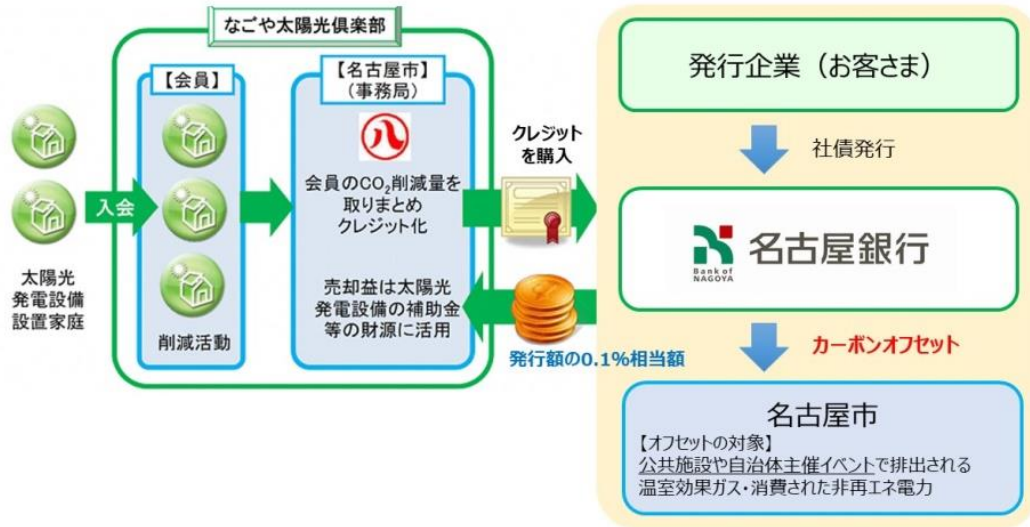 なごや太陽光倶楽部
【会員】
【名古屋市】
(事務局)
八
入会
太陽光
発電設備
設置家庭
削減活動
会員のCO₂削減量を
取りまとめ
クレジット化
売却益は太陽光
発電設備の補助金
等の財源に活用
クレジット
を購入
発行額の0.1%相当額
発行企業（お客さま）
社債発行
Bank of
NAGOYA
名古屋銀行
カーボンオフセット
名古屋市
【オフセットの対象】
公共施設や自治体主催イベントで排出される
温室効果ガス・消費された非再エネ電力